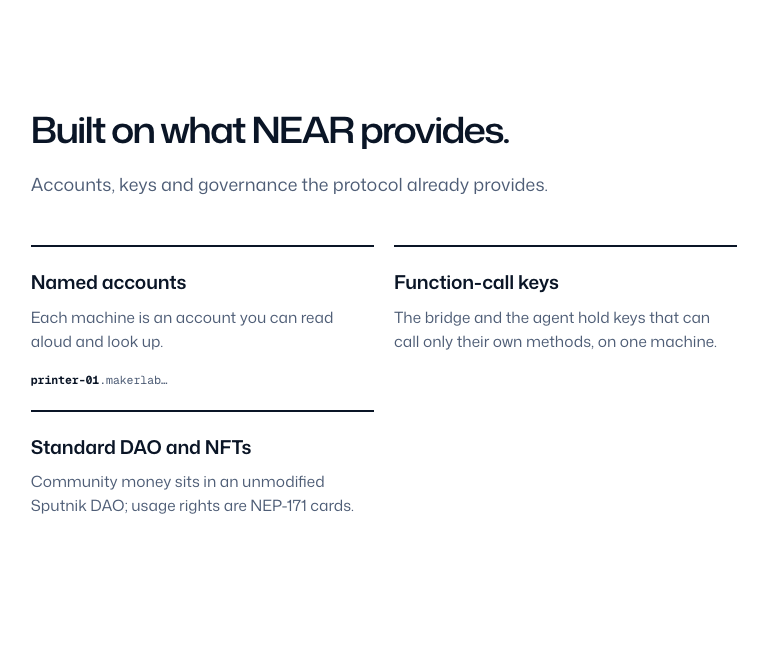 Built on what NEAR provides.
Accounts, keys and governance the protocol already provides.
Named accounts
Each machine is an account you can read
aloud and look up.
printer-01.makerlab…
Function-call keys
The bridge and the agent hold keys that can
call only their own methods, on one machine.
Standard DAO and NFTs
Community money sits in an unmodified
Sputnik DAO; usage rights are NEP-171 cards.